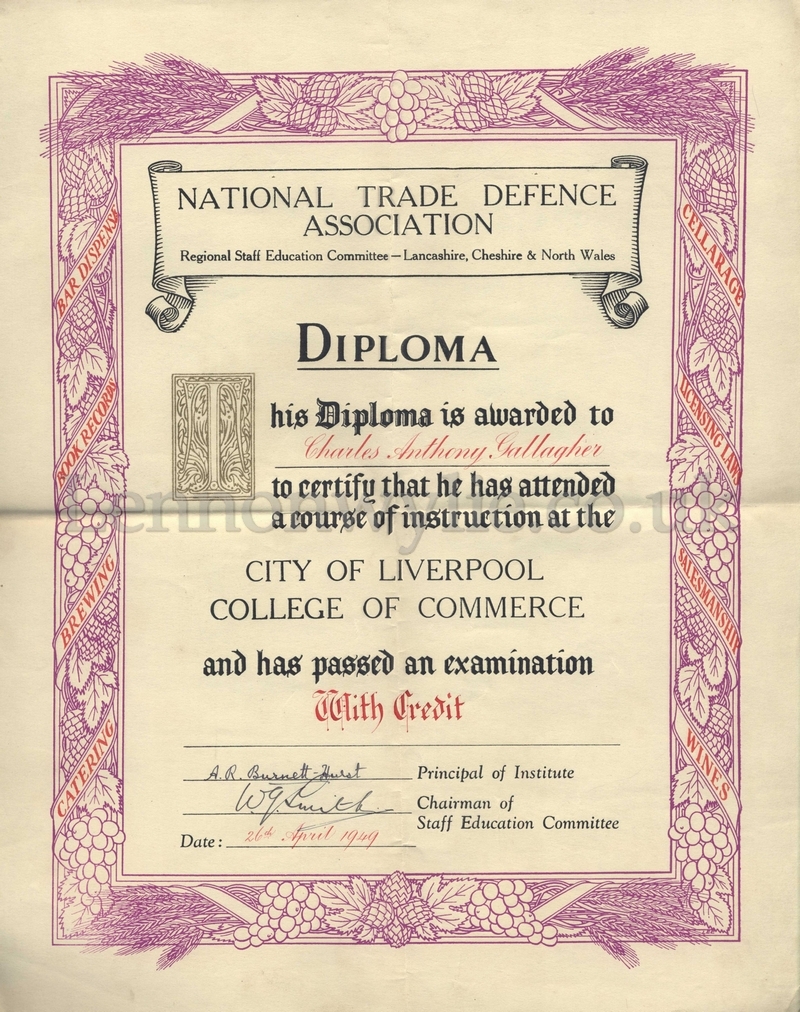 NATIONAL TRADE DEFENCE
ASSOCIATION
Regional Staff Education Committee — Lancashire, Cheshire & North Wales
DIPLOMA
This Diploma is awarded to
Charles Anthony Gallagher
to certify that he has attended
a course of instruction at the
CITY OF LIVERPOOL
COLLEGE OF COMMERCE
and has passed an examination
With Credit
A. R. Burnett-Hurst Principal of Institute
W G Smith Chairman of
Staff Education Committee
Date: 26th April 1949
BAR DISPENSE
BOOK RECORDS
BREWING
CATERING
CELLARAGE
LICENSING LAW
SALESMANSHIP
WINES